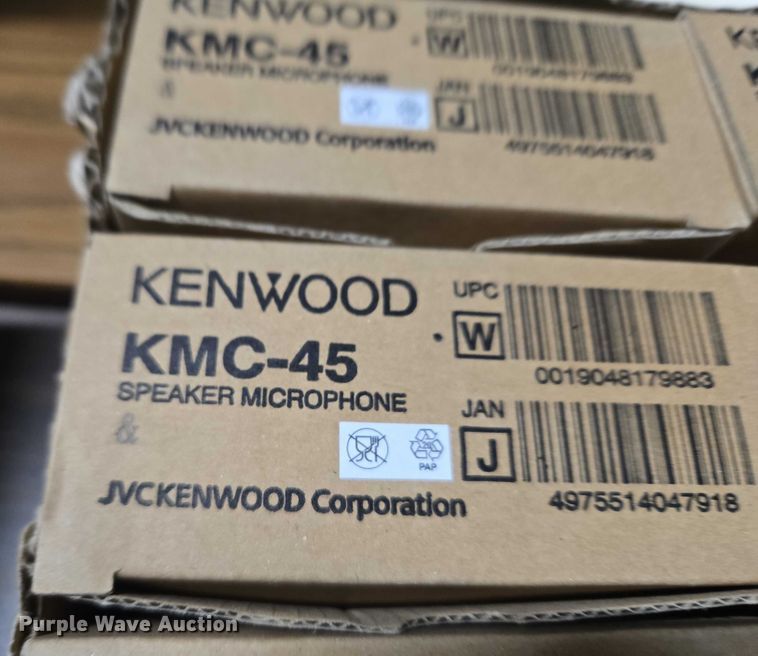 KENWOOD
UPC
KMC-45
W
SPEAKER MICROPHONE
0019048179883
JAN
J
&
JVCKENWOOD Corporation
4975514047918
KENWOOD
UPC
KMC-45
W
SPEAKER MICROPHONE
0019048179883
JAN
J
&
PAP
JVCKENWOOD Corporation
4975514047918
Purple Wave Auction